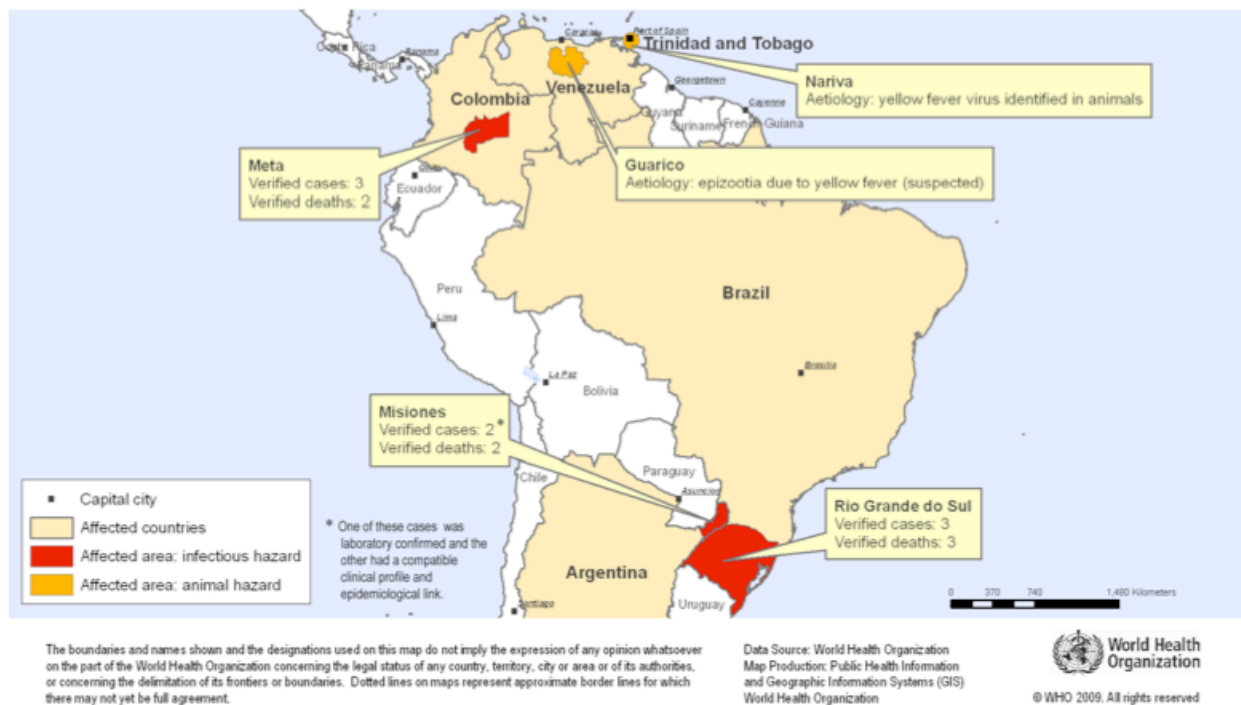 Costa Rica
Panama
Panama
Caracas
Port of Spain
Trinidad and Tobago
Nariva
Aetiology: yellow fever virus identified in animals
Venezuela
Georgetown
Cayenne
Colombia
Suriname
French Guiana
Meta
Verified cases: 3
Verified deaths: 2
Guarico
Aetiology: epizootia due to yellow fever (suspected)
Quito
Ecuador
Peru
Lima
Brazil
Brasilia
La Paz
Bolivia
Misiones
Verified cases: 2*
Verified deaths: 2
Paraguay
Asuncion
Chile
Rio Grande do Sul
Verified cases: 3
Verified deaths: 3
Argentina
Uruguay
Santiago
Capital city
Affected countries
Affected area: infectious hazard
Affected area: animal hazard
* One of these cases was
laboratory confirmed and the
other had a compatible
clinical profile and
epidemiological link.
0 370 740 1,480 Kilometers
The boundaries and names shown and the designations used on this map do not imply the expression of any opinion whatsoever
on the part of the World Health Organization concerning the legal status of any country, territory, city or area or of its authorities,
or concerning the delimitation of its frontiers or boundaries. Dotted lines on maps represent approximate border lines for which
there may not yet be full agreement.
Data Source: World Health Organization
Map Production: Public Health Information
and Geographic Information Systems (GIS)
World Health Organization
World Health
Organization
© WHO 2009. All rights reserved